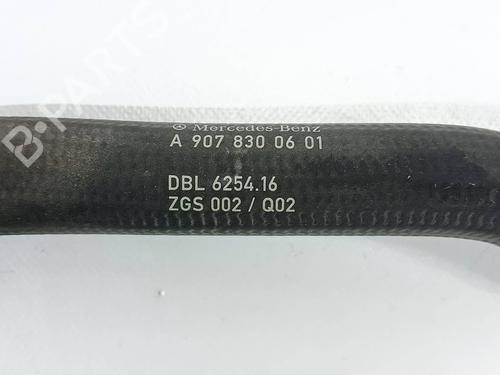 Mercedes-Benz
A 907 830 06 01
DBL 6254.16
ZGS 002 / Q02
B-PARTS